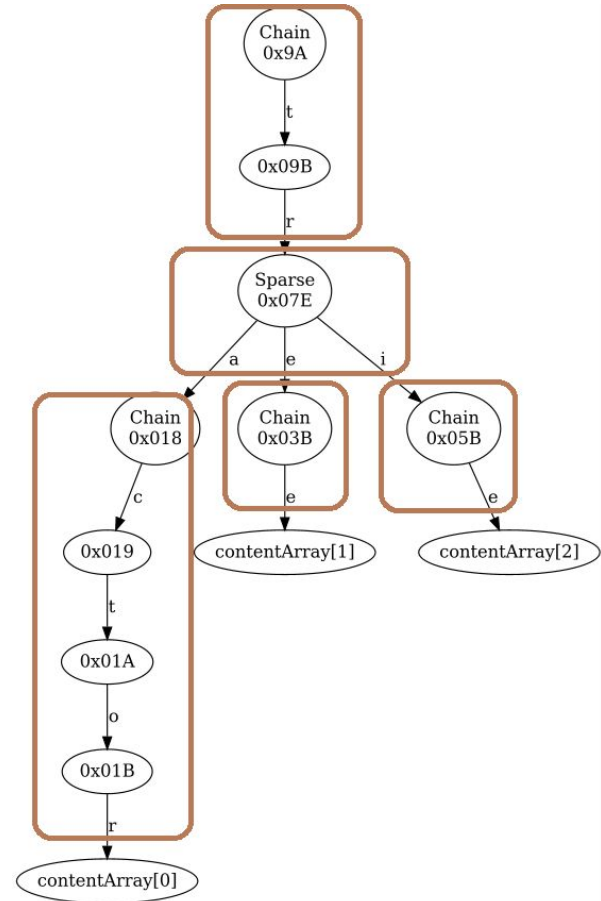 Chain
0x9A
t
0x09B
r
Sparse
0x07E
a
e
i
Chain
0x018
Chain
0x03B
Chain
0x05B
c
e
e
0x019
contentArray[1]
contentArray[2]
t
0x01A
o
0x01B
r
contentArray[0]